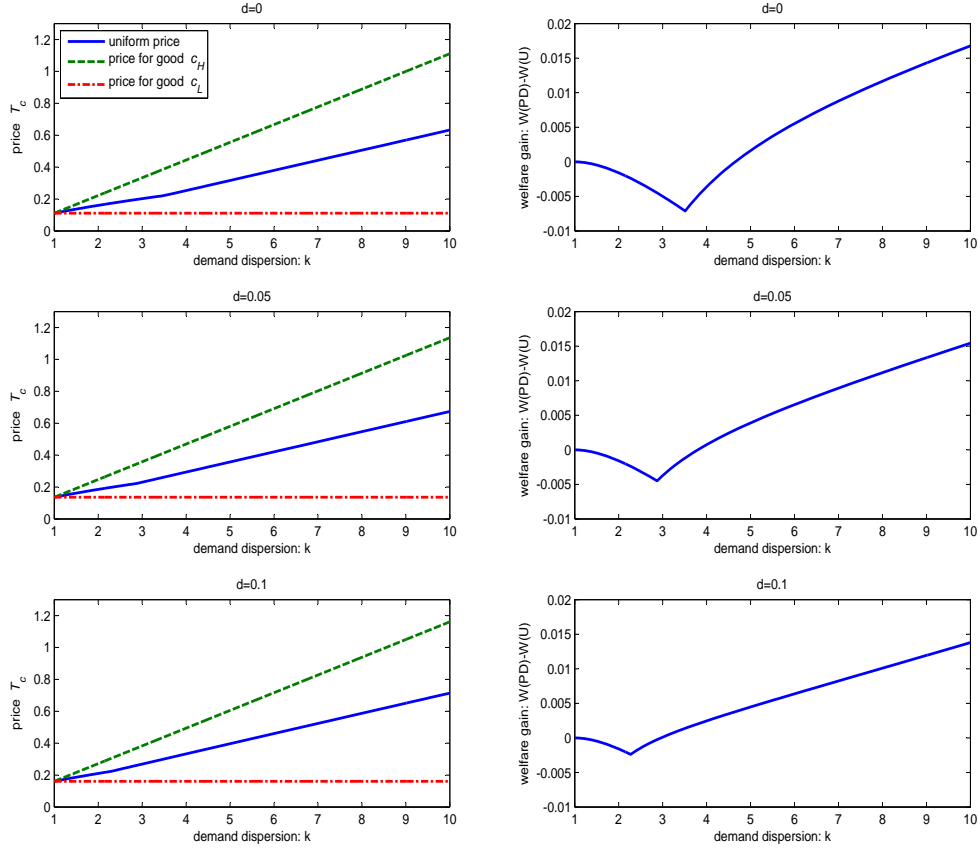 d=0
1.2
1
0.8
0.6
0.4
0.2
0
price T_c
uniform price
price for good c_H
price for good c_L
1 2 3 4 5 6 7 8 9 10
demand dispersion: k
d=0
0.02
0.015
0.01
0.005
0
-0.005
-0.01
welfare gain: W(PD)-W(U)
1 2 3 4 5 6 7 8 9 10
demand dispersion: k
d=0.05
1.2
1
0.8
0.6
0.4
0.2
0
price T_c
1 2 3 4 5 6 7 8 9 10
demand dispersion: k
d=0.05
0.02
0.015
0.01
0.005
0
-0.005
-0.01
welfare gain: W(PD)-W(U)
1 2 3 4 5 6 7 8 9 10
demand dispersion: k
d=0.1
1.2
1
0.8
0.6
0.4
0.2
0
price T_c
1 2 3 4 5 6 7 8 9 10
demand dispersion: k
d=0.1
0.02
0.015
0.01
0.005
0
-0.005
-0.01
welfare gain: W(PD)-W(U)
1 2 3 4 5 6 7 8 9 10
demand dispersion: k